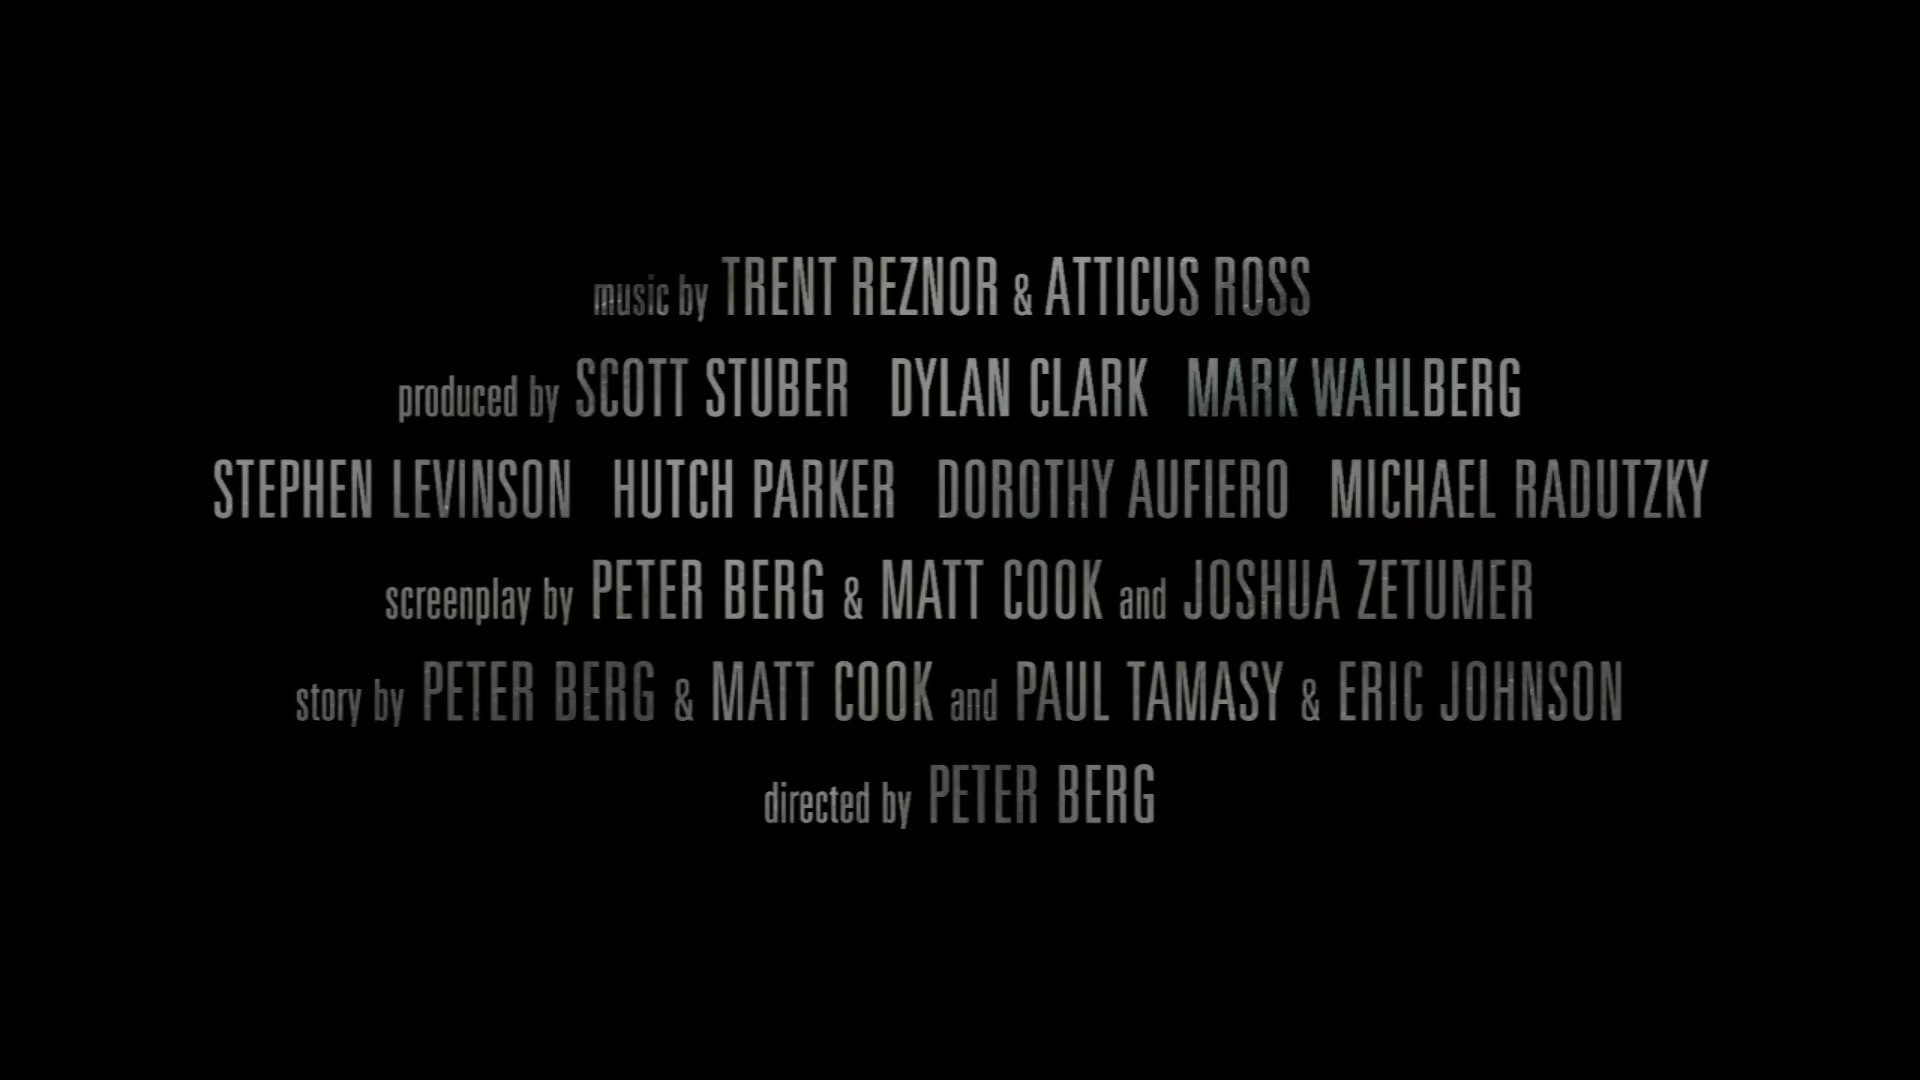 music by TRENT REZNOR & ATTICUS ROSS
produced by SCOTT STUBER DYLAN CLARK MARK WAHLBERG
STEPHEN LEVINSON HUTCH PARKER DOROTHY AUFIERO MICHAEL RADUTZKY
screenplay by PETER BERG & MATT COOK and JOSHUA ZETUMER
story by PETER BERG & MATT COOK and PAUL TAMASY & ERIC JOHNSON
directed by PETER BERG